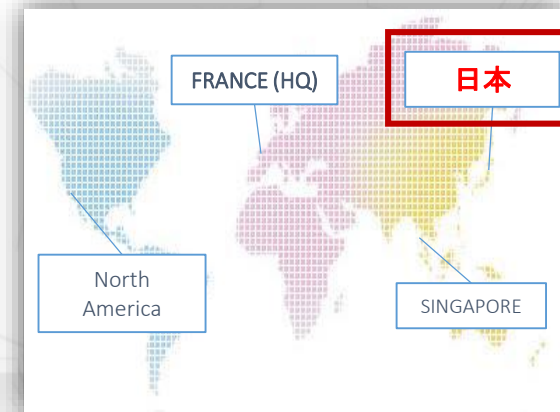 FRANCE (HQ)
日本
North
America
SINGAPORE